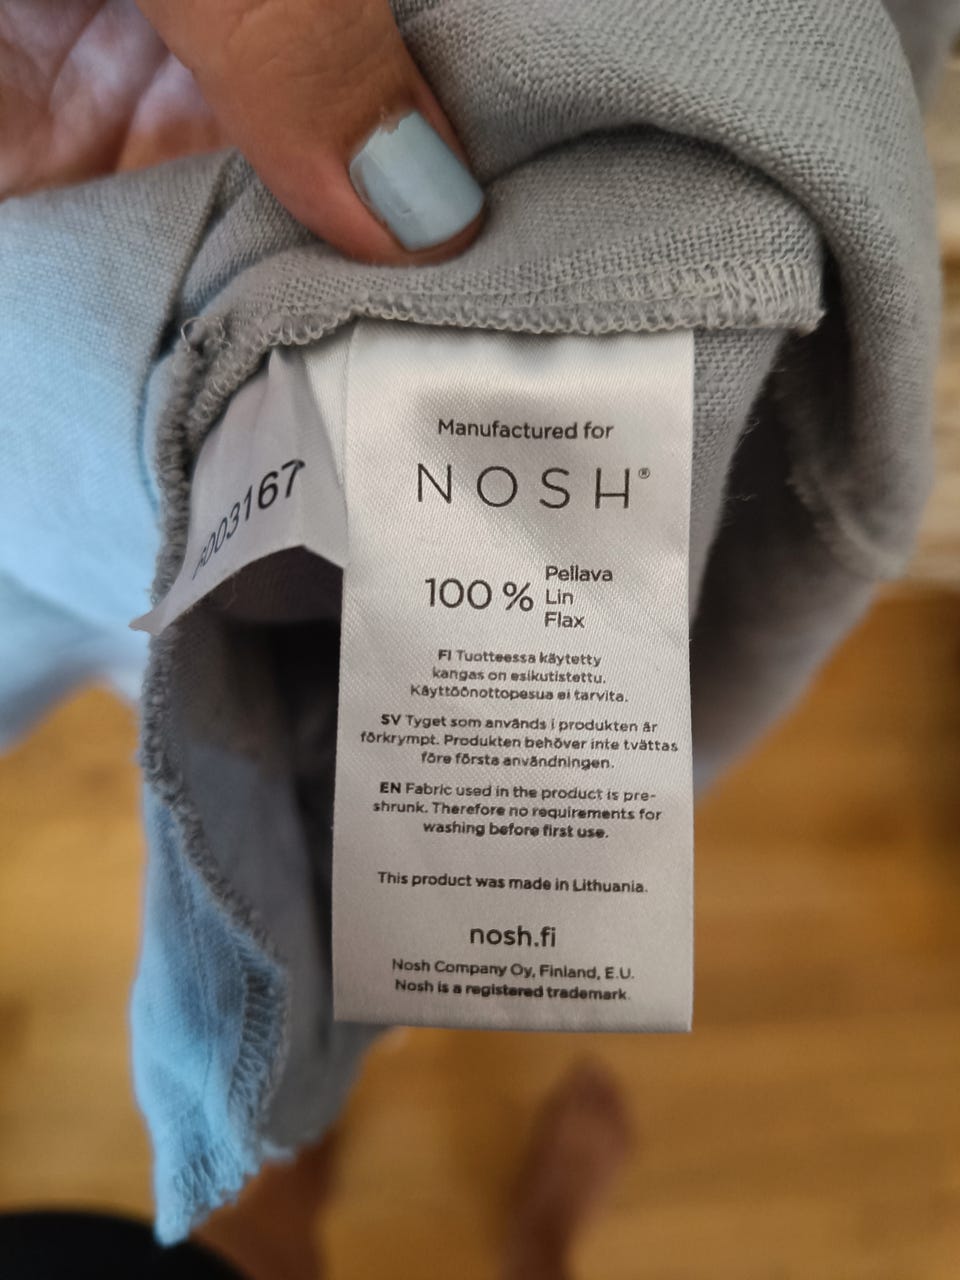 Manufactured for
NOSH®
003167
100 % Pellava
Lin
Flax
FI Tuotteessa käytetty
kangas on esikutistettu.
Käyttöönottopesua ei tarvita.
SV Tyget som används i produkten är
förkrympt. Produkten behöver inte tvättas
före första användningen.
EN Fabric used in the product is pre-
shrunk. Therefore no requirements for
washing before first use.
This product was made in Lithuania.
nosh.fi
Nosh Company Oy, Finland, E.U.
Nosh is a registered trademark.